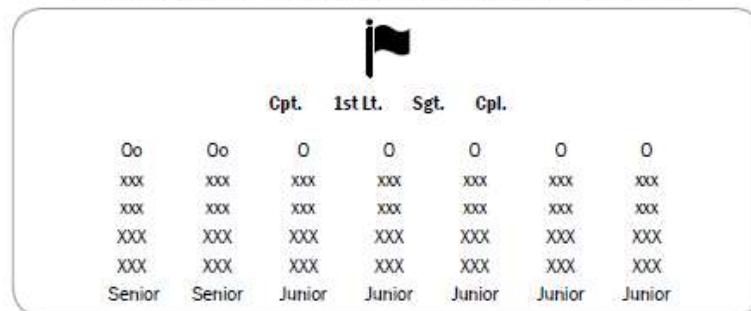 Cpt. 1st Lt. Sgt. Cpl.
Oo Oo O O O O O
xxx xxx xxx xxx xxx xxx xxx
xxx xxx xxx xxx xxx xxx xxx
XXX XXX XXX XXX XXX XXX XXX
XXX XXX XXX XXX XXX XXX XXX
Senior Senior Junior Junior Junior Junior Junior